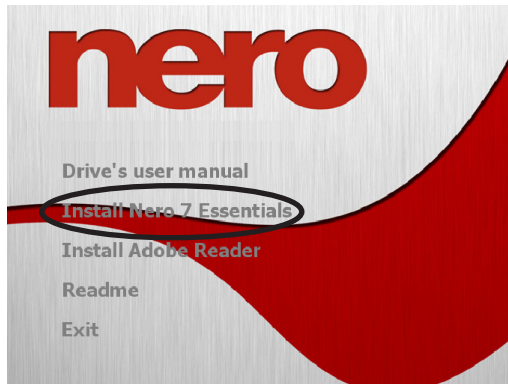 nero
Drive's user manual
Install Nero 7 Essentials
Install Adobe Reader
Readme
Exit